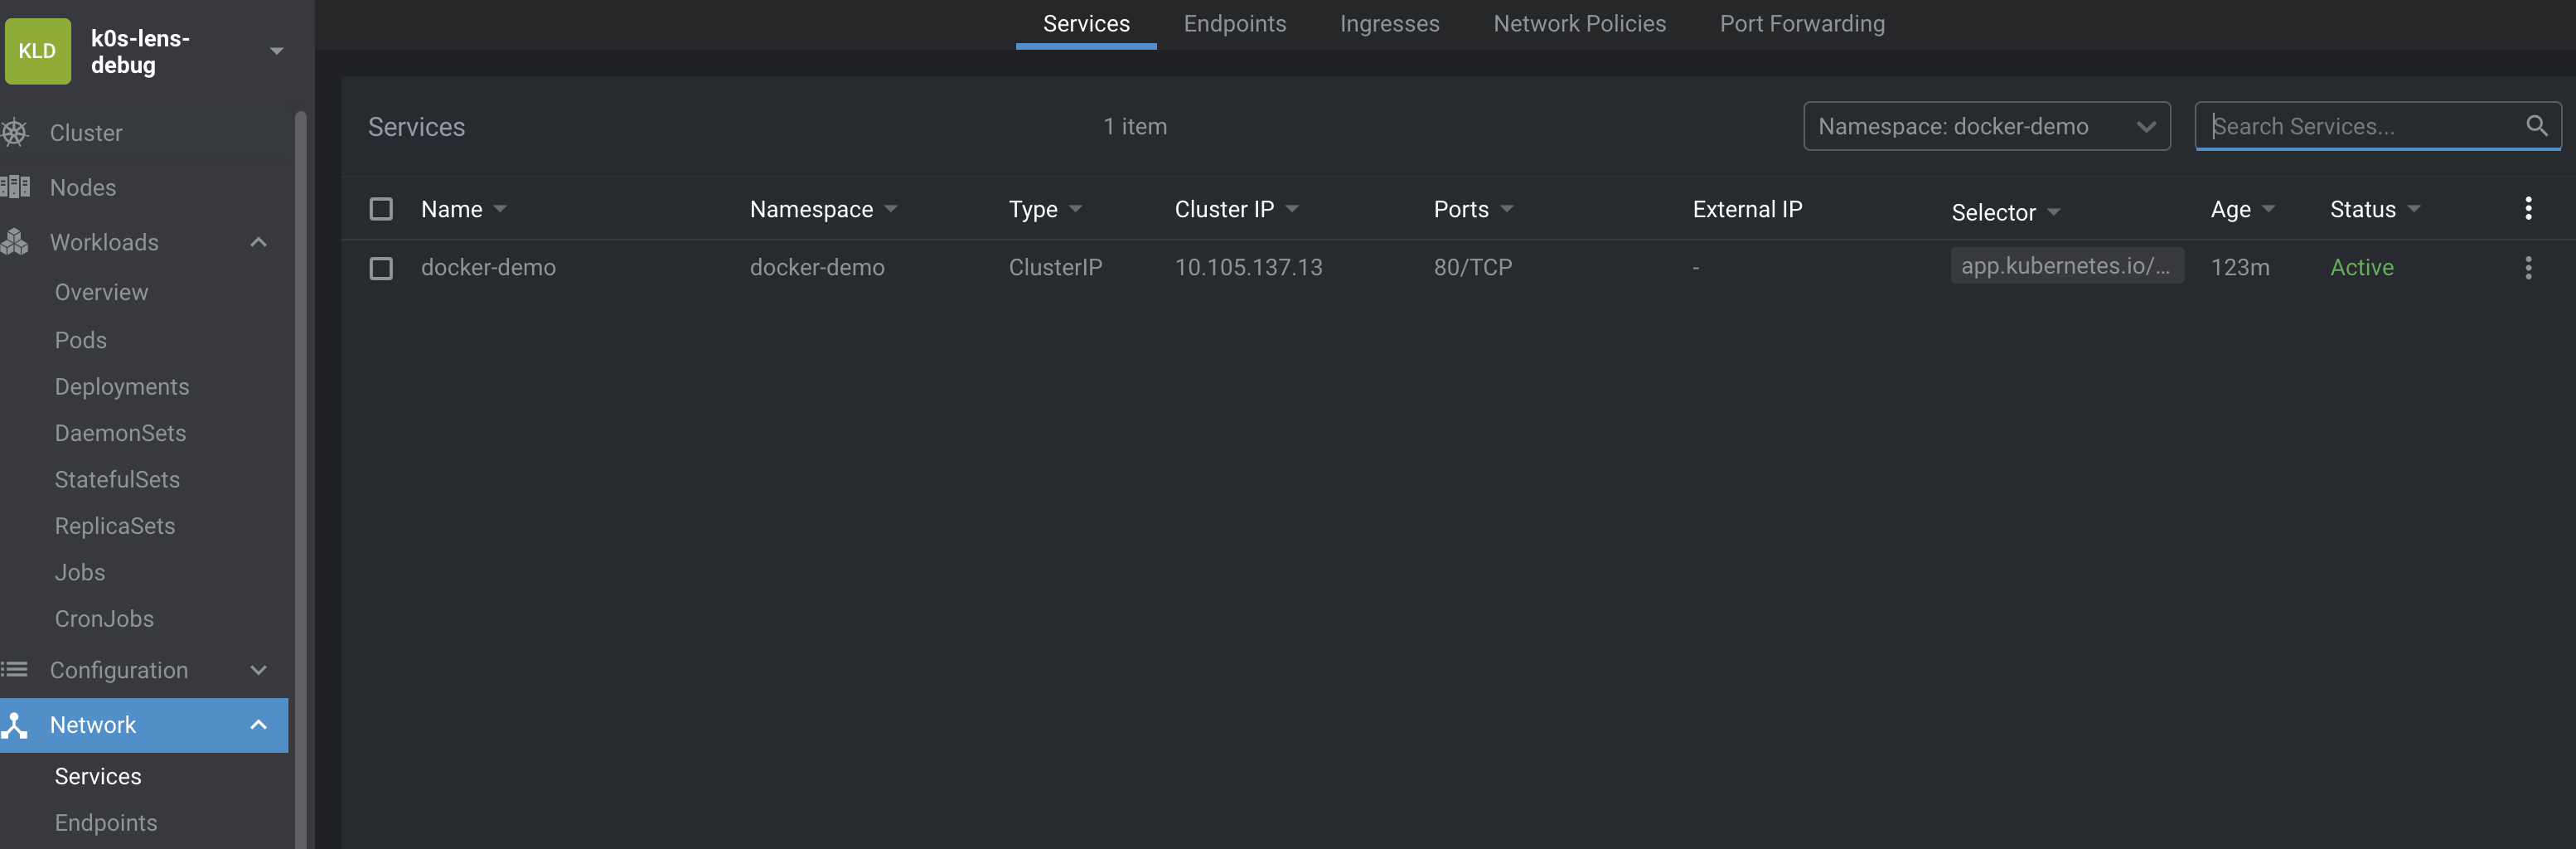 KLD
k0s-lens-
debug
Cluster
Nodes
Workloads
Overview
Pods
Deployments
DaemonSets
StatefulSets
ReplicaSets
Jobs
CronJobs
Configuration
Network
Services
Endpoints
Services Endpoints Ingresses Network Policies Port Forwarding
Services 1 item Namespace: docker-demo Search Services...
Name Namespace Type Cluster IP Ports External IP Selector Age Status
docker-demo docker-demo ClusterIP 10.105.137.13 80/TCP - app.kubernetes.io/... 123m Active